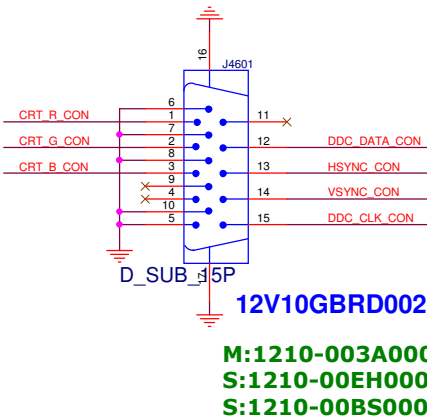 16
J4601
6
CRT_R_CON 1 11
7
CRT_G_CON 2 12 DDC_DATA_CON
8
CRT_B_CON 3 13 HSYNC_CON
9
4 14 VSYNC_CON
10
5 15 DDC_CLK_CON
D_SUB_15P
17
12V10GBRD002
M:1210-003A000
S:1210-00EH000
S:1210-00BS000